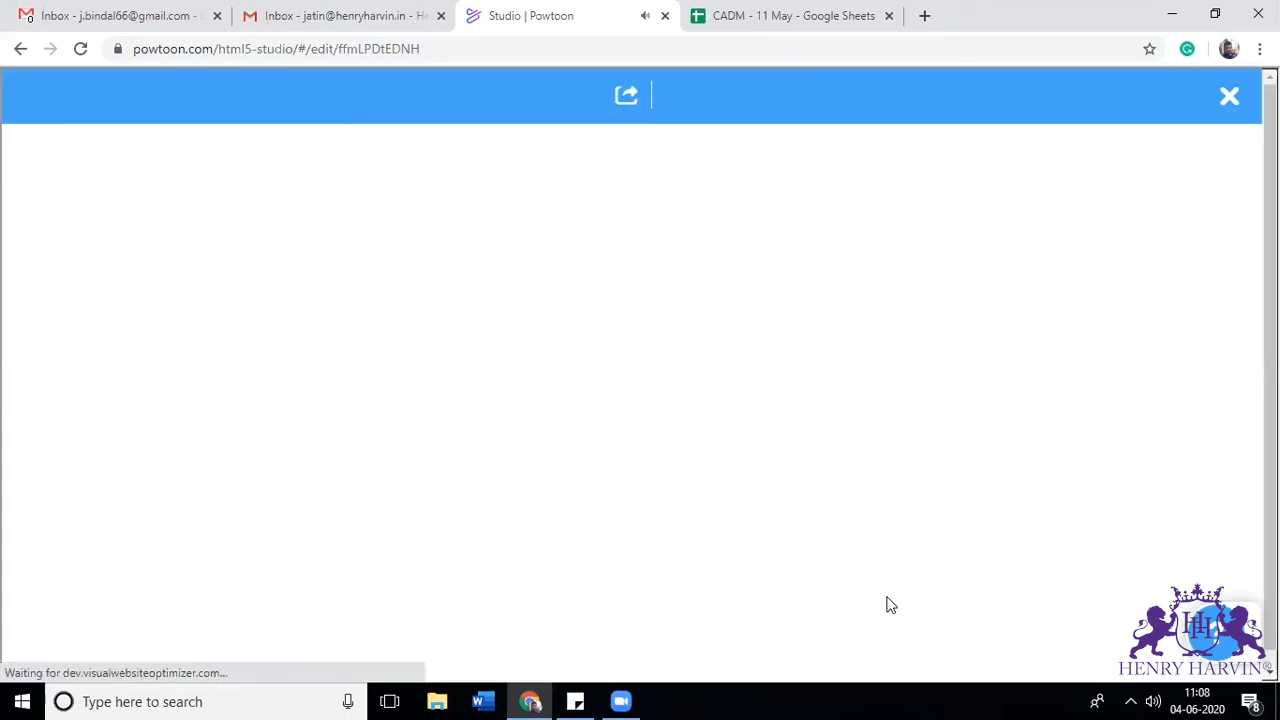 Inbox - j.bindal66@gmail.com -
Inbox - jatin@henryharvin.in - He
Studio | Powtoon
CADM - 11 May - Google Sheets
powtoon.com/html5-studio/#/edit/ffmLPDtEDNH
HH
HENRY HARVIN®
Waiting for dev.visualwebsiteoptimizer.com...
Type here to search
11:08
04-06-2020
8